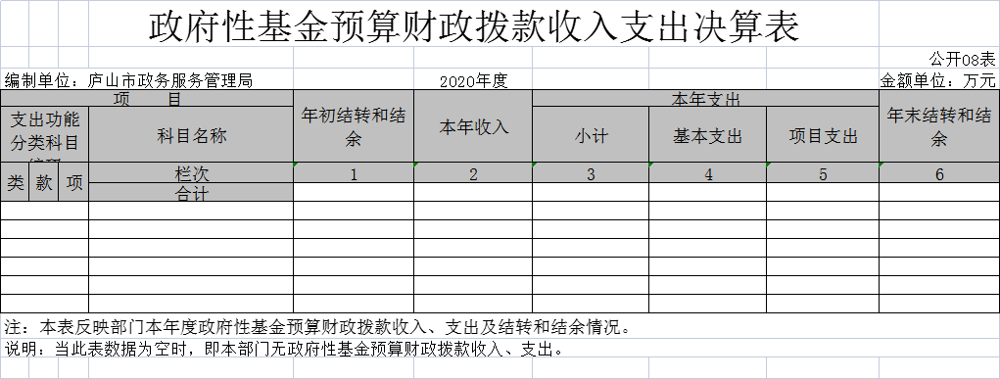 政府性基金预算财政拨款收入支出决算表
公开08表
编制单位：庐山市政务服务管理局 2020年度 金额单位：万元
项 目 本年支出
支出功能分类科目 科目名称 年初结转和结余 本年收入 小计 基本支出 项目支出 年末结转和结余
类 款 项 栏次 1 2 3 4 5 6
合计
注：本表反映部门本年度政府性基金预算财政拨款收入、支出及结转和结余情况。
说明：当此表数据为空时，即本部门无政府性基金预算财政拨款收入、支出。